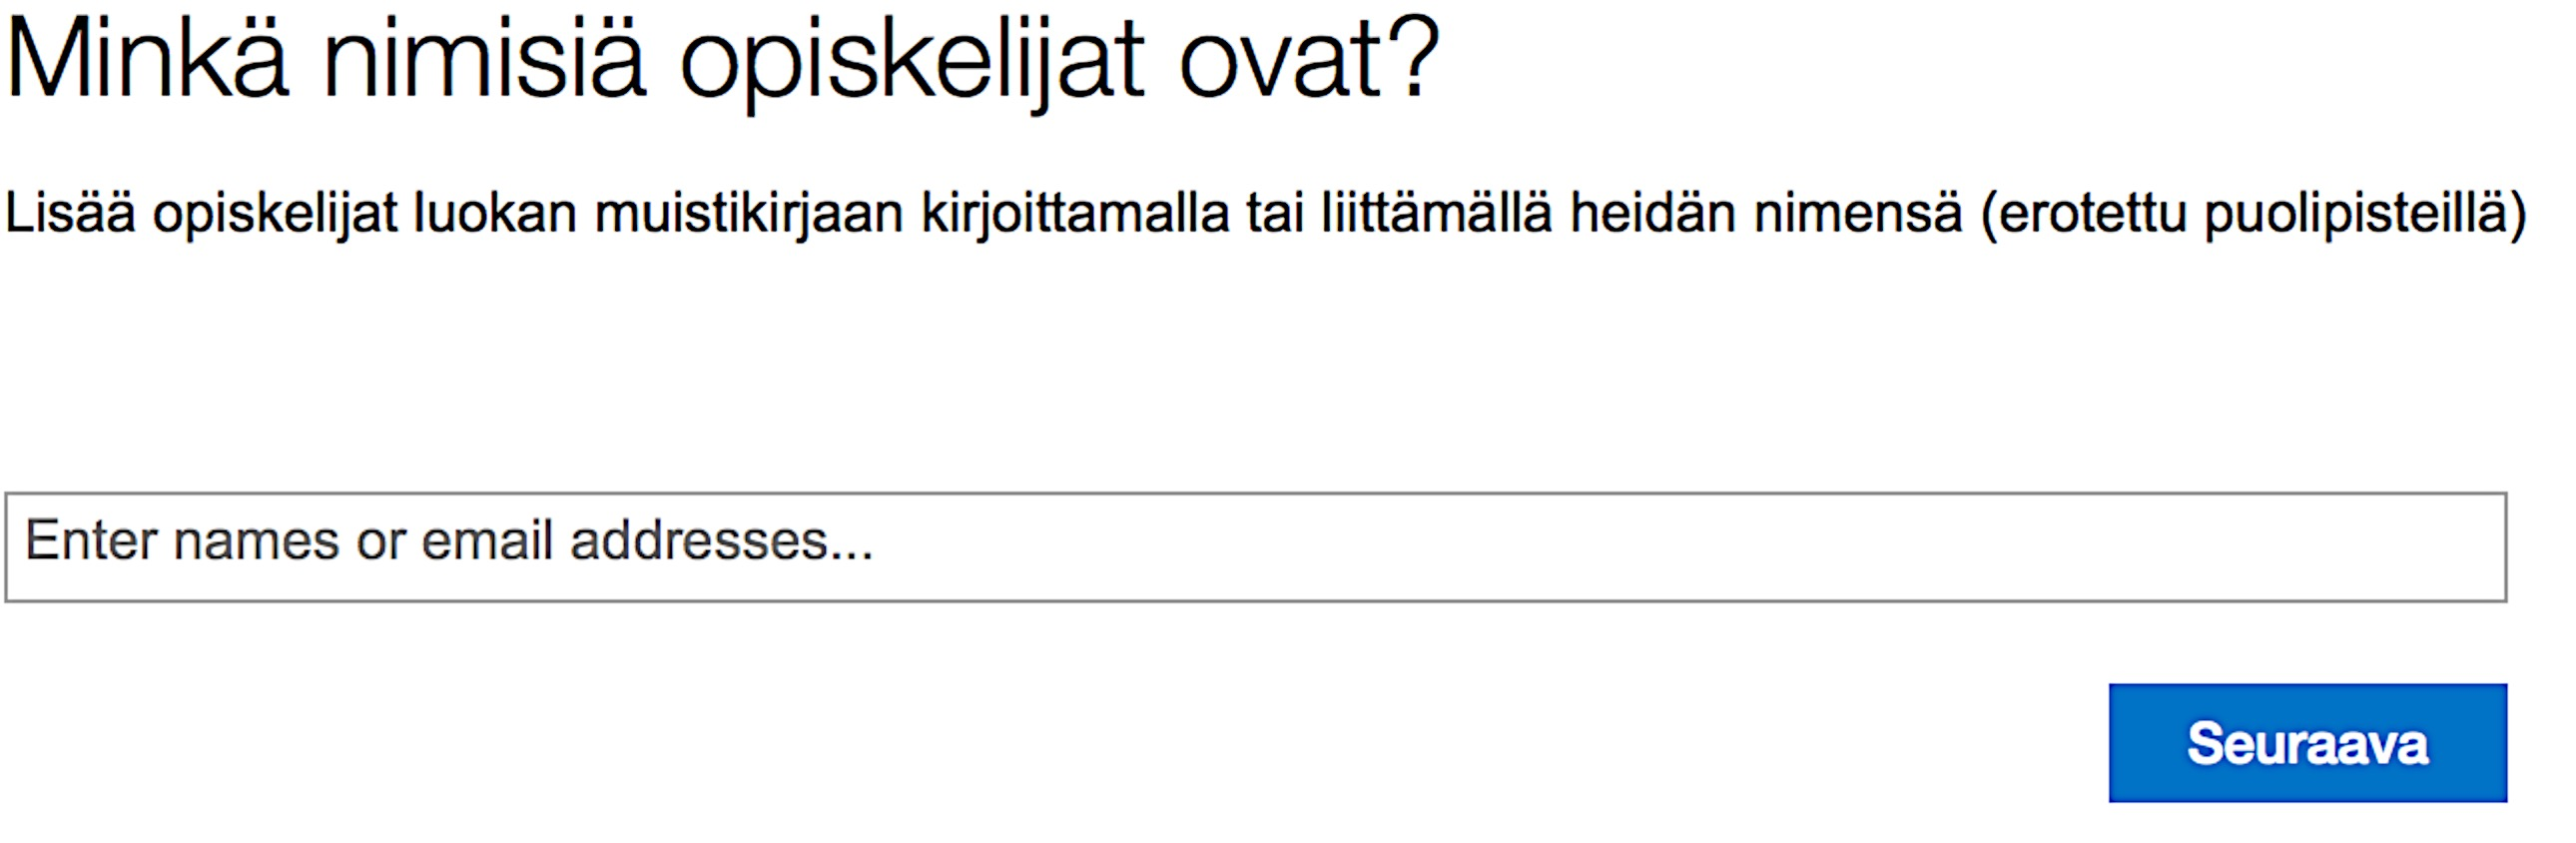 Minkä nimisiä opiskelijat ovat?
Lisää opiskelijat luokan muistikirjaan kirjoittamalla tai liittämällä heidän nimensä (erotettu puolipisteillä)
Enter names or email addresses...
Seuraava